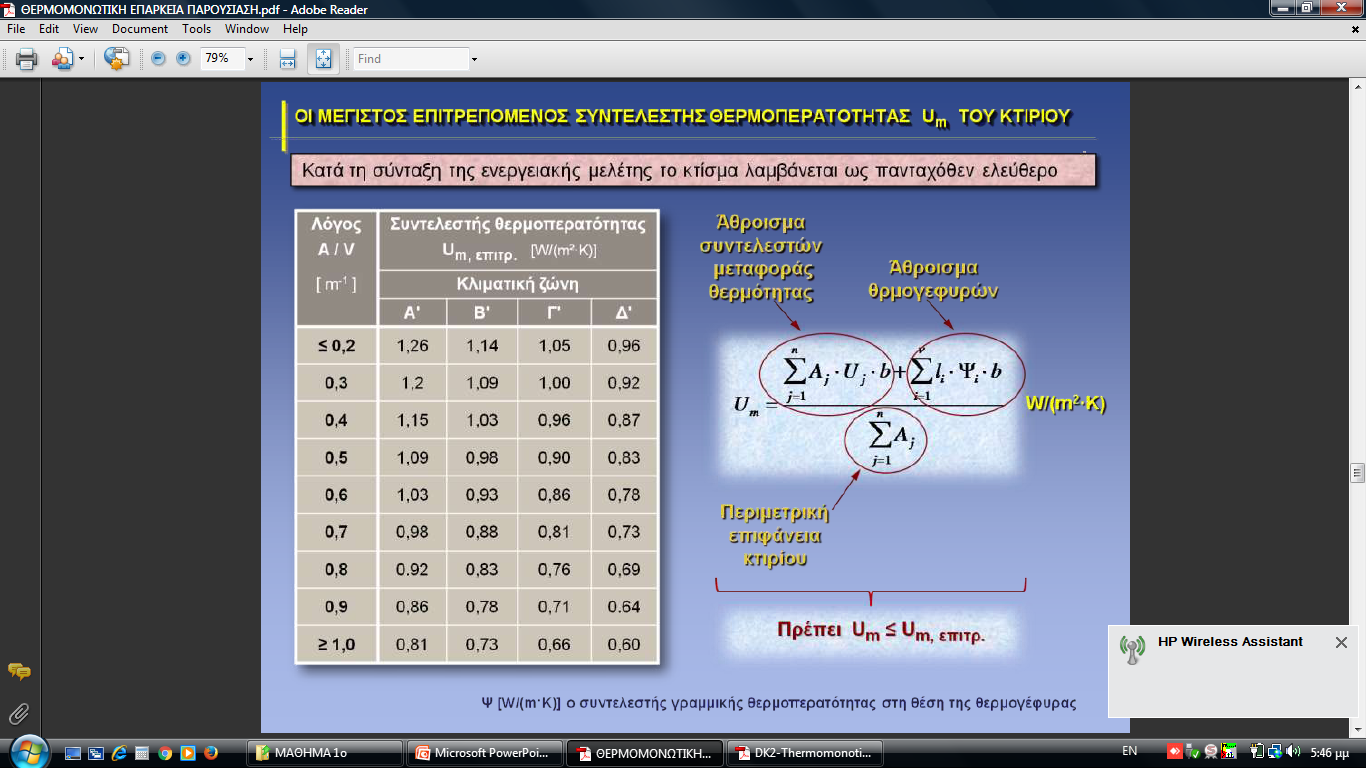 ΘΕΡΜΟΜΟΝΩΤΙΚΗ ΕΠΑΡΚΕΙΑ ΠΑΡΟΥΣΙΑΣΗ.pdf - Adobe Reader
File Edit View Document Tools Window Help
79% Find
ΟΙ ΜΕΓΙΣΤΟΣ ΕΠΙΤΡΕΠΟΜΕΝΟΣ ΣΥΝΤΕΛΕΣΤΗΣ ΘΕΡΜΟΠΕΡΑΤΟΤΗΤΑΣ Um ΤΟΥ ΚΤΙΡΙΟΥ
Κατά τη σύνταξη της ενεργειακής μελέτης το κτίσμα λαμβάνεται ως πανταχόθεν ελεύθερο
Λόγος
Α / V
[ m-1 ]
Συντελεστής θερμοπερατότητας
Um, επιτρ. [W/(m²·K)]
Κλιματική ζώνη
Α' Β' Γ' Δ'
≤ 0,2 1,26 1,14 1,05 0,96
0,3 1,2 1,09 1,00 0,92
0,4 1,15 1,03 0,96 0,87
0,5 1,09 0,98 0,90 0,83
0,6 1,03 0,93 0,86 0,78
0,7 0,98 0,88 0,81 0,73
0,8 0.92 0,83 0,76 0,69
0,9 0,86 0,78 0,71 0.64
≥ 1,0 0,81 0,73 0,66 0,60
Άθροισμα
συντελεστών
μεταφοράς
θερμότητας
Άθροισμα
θρμογεφυρών
n ν
∑ Aj · Uj · b + ∑ li · Ψi · b
j=1 i=1
Um =
W/(m²·K)
n
∑ Aj
j=1
Περιμετρική
επιφάνεια
κτιρίου
Πρέπει Um ≤ Um, επιτρ.
Ψ [W/(m·K)] ο συντελεστής γραμμικής θερμοπερατότητας στη θέση της θερμογέφυρας
HP Wireless Assistant
ΜΑΘΗΜΑ 1ο Microsoft PowerPoi... ΘΕΡΜΟΜΟΝΩΤΙΚΗ... DK2-Thermomonoti... EN 5:46 μμ